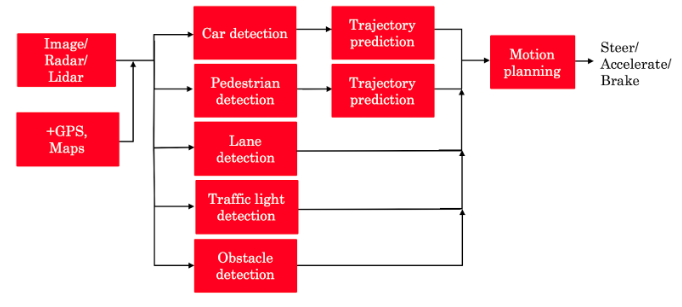 Image/
Radar/
Lidar
+GPS,
Maps
Car detection
Trajectory
prediction
Pedestrian
detection
Trajectory
prediction
Lane
detection
Traffic light
detection
Obstacle
detection
Motion
planning
Steer/
Accelerate/
Brake